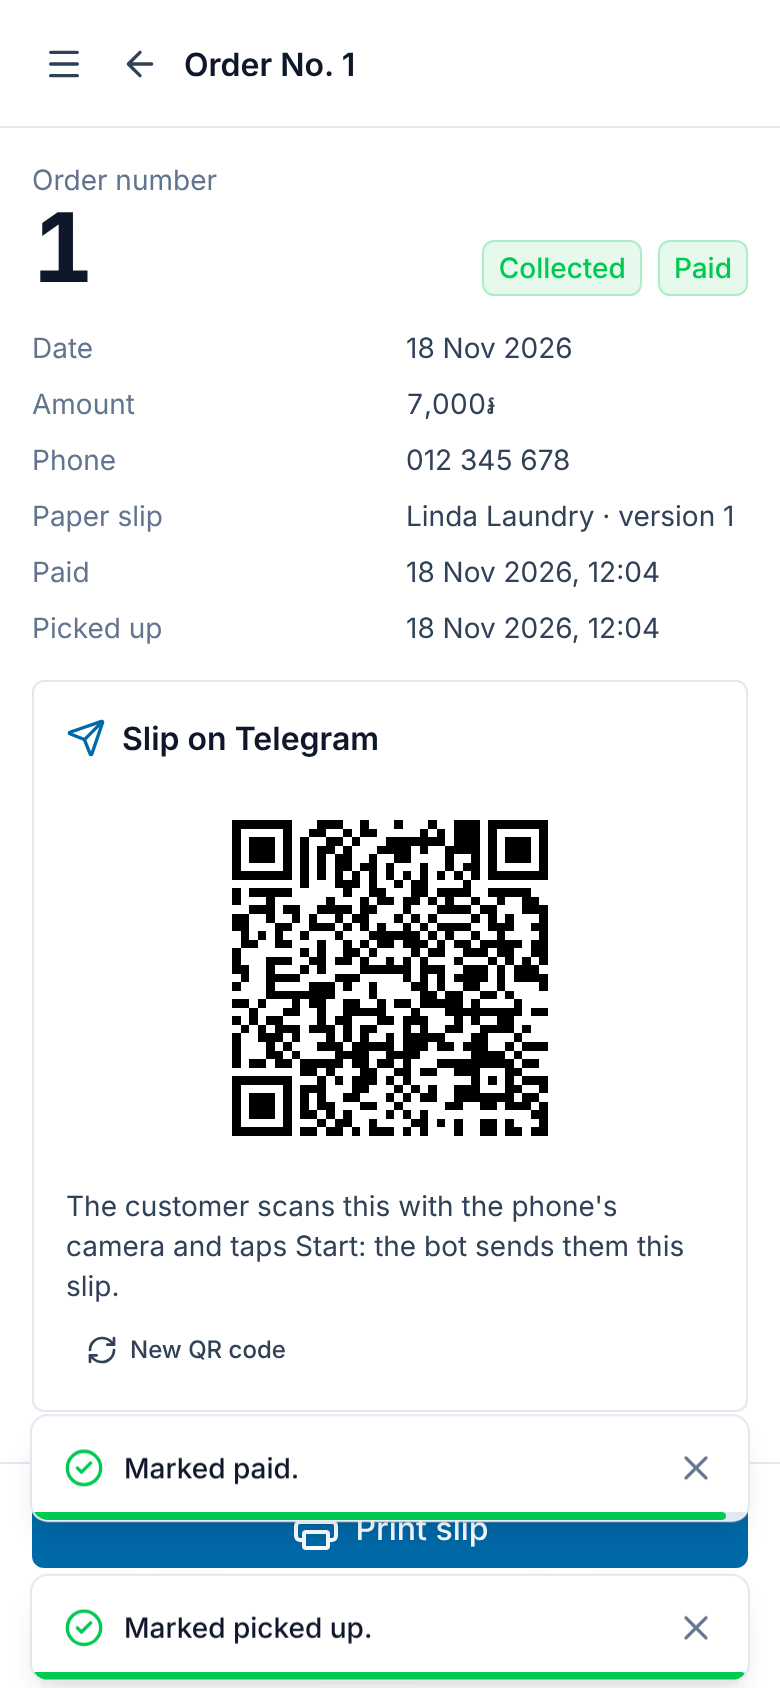 Order No. 1
Order number
1
Collected Paid
Date 18 Nov 2026
Amount 7,000៛
Phone 012 345 678
Paper slip Linda Laundry · version 1
Paid 18 Nov 2026, 12:04
Picked up 18 Nov 2026, 12:04
Slip on Telegram
The customer scans this with the phone's
camera and taps Start: the bot sends them this
slip.
New QR code
Marked paid.
Print slip
Marked picked up.